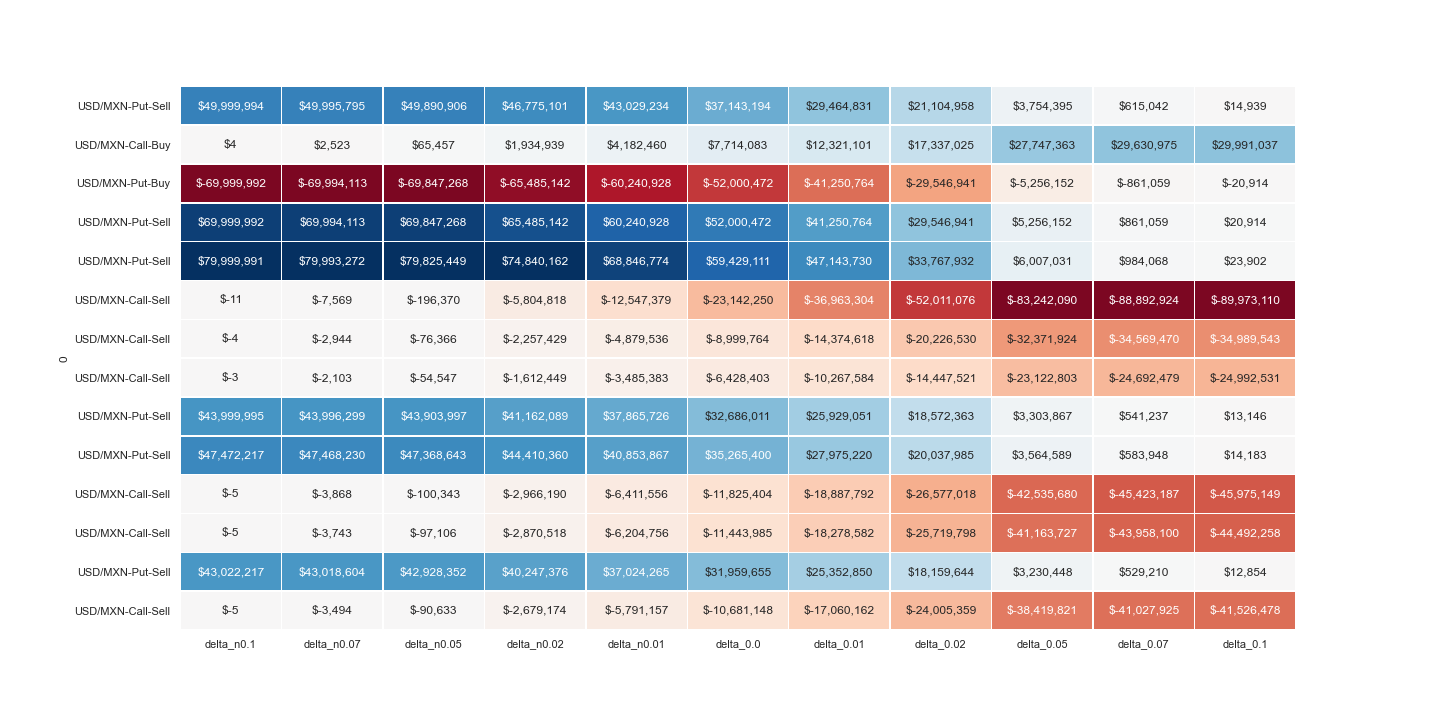 USD/MXN-Put-Sell $49,999,994 $49,995,795 $49,890,906 $46,775,101 $43,029,234 $37,143,194 $29,464,831 $21,104,958 $3,754,395 $615,042 $14,939
USD/MXN-Call-Buy $4 $2,523 $65,457 $1,934,939 $4,182,460 $7,714,083 $12,321,101 $17,337,025 $27,747,363 $29,630,975 $29,991,037
USD/MXN-Put-Buy $-69,999,992 $-69,994,113 $-69,847,268 $-65,485,142 $-60,240,928 $-52,000,472 $-41,250,764 $-29,546,941 $-5,256,152 $-861,059 $-20,914
USD/MXN-Put-Sell $69,999,992 $69,994,113 $69,847,268 $65,485,142 $60,240,928 $52,000,472 $41,250,764 $29,546,941 $5,256,152 $861,059 $20,914
USD/MXN-Put-Sell $79,999,991 $79,993,272 $79,825,449 $74,840,162 $68,846,774 $59,429,111 $47,143,730 $33,767,932 $6,007,031 $984,068 $23,902
USD/MXN-Call-Sell $-11 $-7,569 $-196,370 $-5,804,818 $-12,547,379 $-23,142,250 $-36,963,304 $-52,011,076 $-83,242,090 $-88,892,924 $-89,973,110
USD/MXN-Call-Sell $-4 $-2,944 $-76,366 $-2,257,429 $-4,879,536 $-8,999,764 $-14,374,618 $-20,226,530 $-32,371,924 $-34,569,470 $-34,989,543
0
USD/MXN-Call-Sell $-3 $-2,103 $-54,547 $-1,612,449 $-3,485,383 $-6,428,403 $-10,267,584 $-14,447,521 $-23,122,803 $-24,692,479 $-24,992,531
USD/MXN-Put-Sell $43,999,995 $43,996,299 $43,903,997 $41,162,089 $37,865,726 $32,686,011 $25,929,051 $18,572,363 $3,303,867 $541,237 $13,146
USD/MXN-Put-Sell $47,472,217 $47,468,230 $47,368,643 $44,410,360 $40,853,867 $35,265,400 $27,975,220 $20,037,985 $3,564,589 $583,948 $14,183
USD/MXN-Call-Sell $-5 $-3,868 $-100,343 $-2,966,190 $-6,411,556 $-11,825,404 $-18,887,792 $-26,577,018 $-42,535,680 $-45,423,187 $-45,975,149
USD/MXN-Call-Sell $-5 $-3,743 $-97,106 $-2,870,518 $-6,204,756 $-11,443,985 $-18,278,582 $-25,719,798 $-41,163,727 $-43,958,100 $-44,492,258
USD/MXN-Put-Sell $43,022,217 $43,018,604 $42,928,352 $40,247,376 $37,024,265 $31,959,655 $25,352,850 $18,159,644 $3,230,448 $529,210 $12,854
USD/MXN-Call-Sell $-5 $-3,494 $-90,633 $-2,679,174 $-5,791,157 $-10,681,148 $-17,060,162 $-24,005,359 $-38,419,821 $-41,027,925 $-41,526,478
delta_n0.1 delta_n0.07 delta_n0.05 delta_n0.02 delta_n0.01 delta_0.0 delta_0.01 delta_0.02 delta_0.05 delta_0.07 delta_0.1